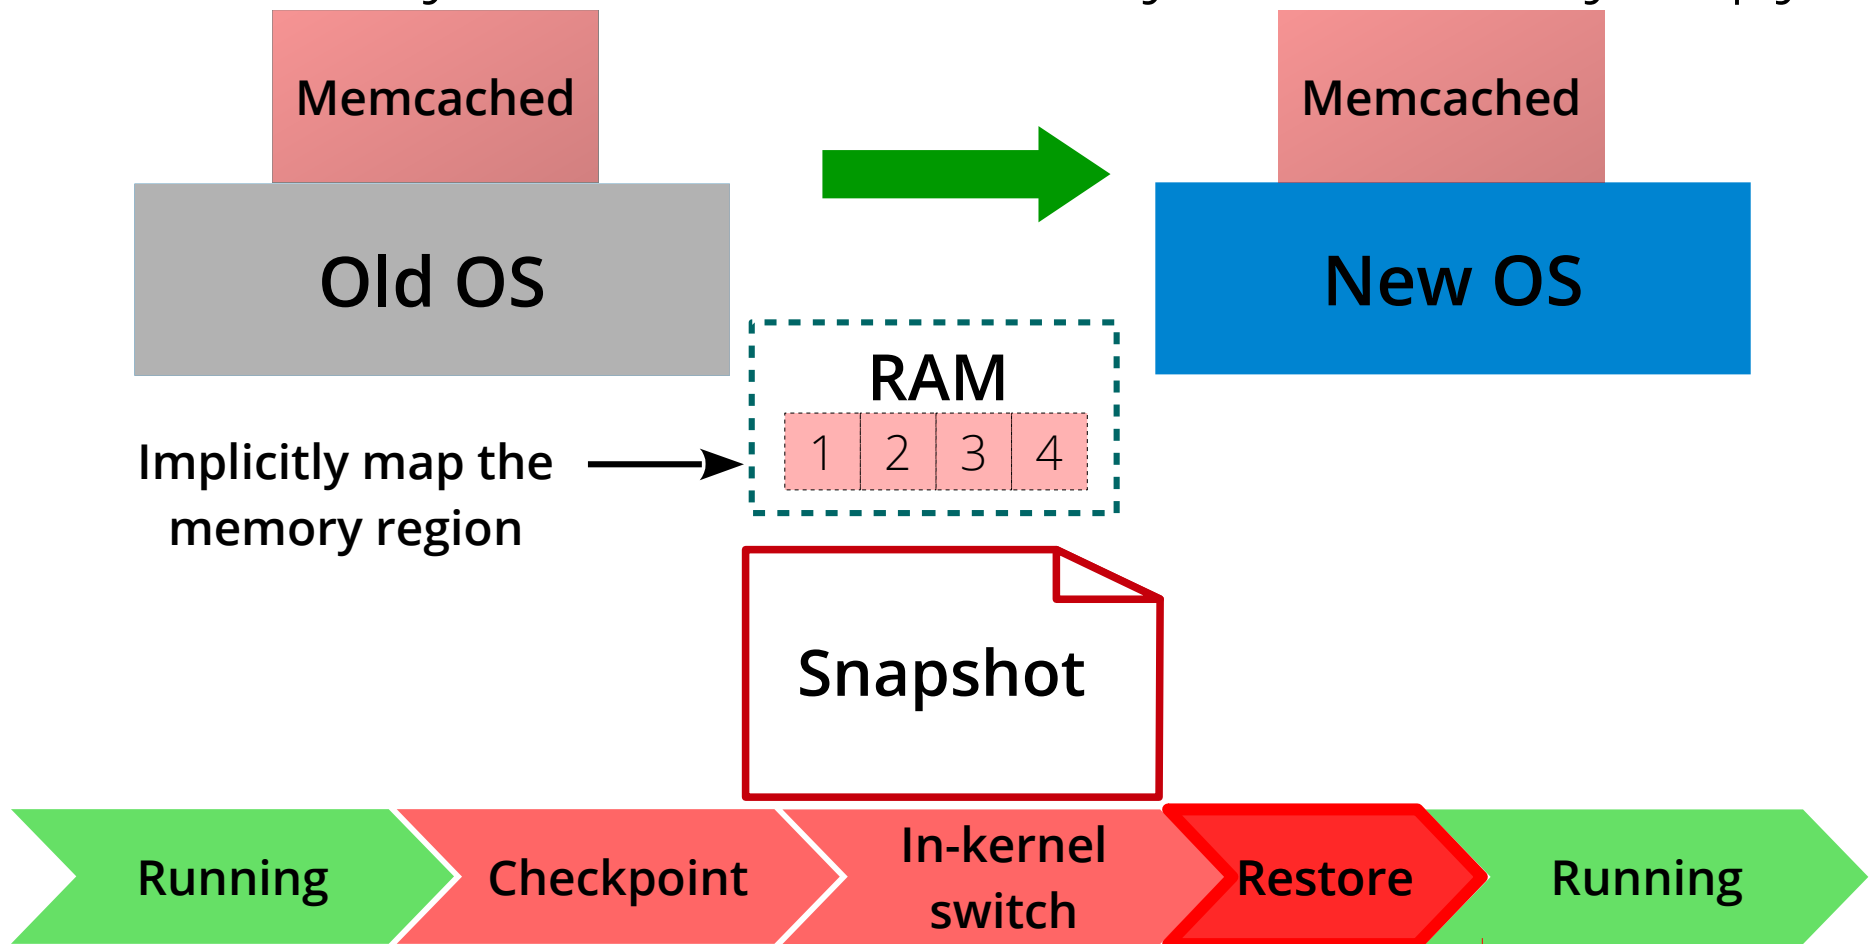 Memcached
Memcached
Old OS
New OS
RAM
1 2 3 4
Implicitly map the
memory region
Snapshot
Running
Checkpoint
In-kernel
switch
Restore
Running